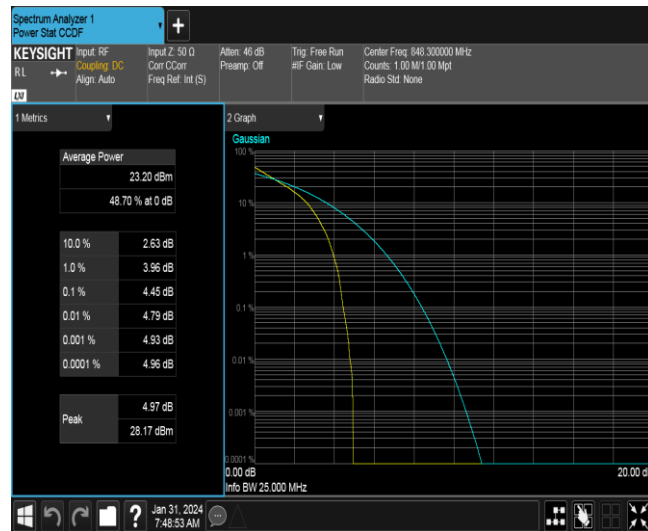 Spectrum Analyzer 1
Power Stat CCDF
+
KEYSIGHT
RL
LXI
Input: RF
Coupling: DC
Align: Auto
Input Z: 50 Ω
Corr CCorr
Freq Ref: Int (S)
Atten: 46 dB
Preamp: Off
Trig: Free Run
#IF Gain: Low
Center Freq: 848.300000 MHz
Counts: 1.00 M/1.00 Mpt
Radio Std: None
1 Metrics
Average Power
23.20 dBm
48.70 % at 0 dB
10.0 % 2.63 dB
1.0 % 3.96 dB
0.1 % 4.45 dB
0.01 % 4.79 dB
0.001 % 4.93 dB
0.0001 % 4.96 dB
Peak
4.97 dB
28.17 dBm
2 Graph
Gaussian
100 %
10 %
1 %
0.1 %
0.01 %
0.001 %
0.0001 %
0.00 dB
20.00 d
Info BW 25.000 MHz
?
Jan 31, 2024
7:48:53 AM